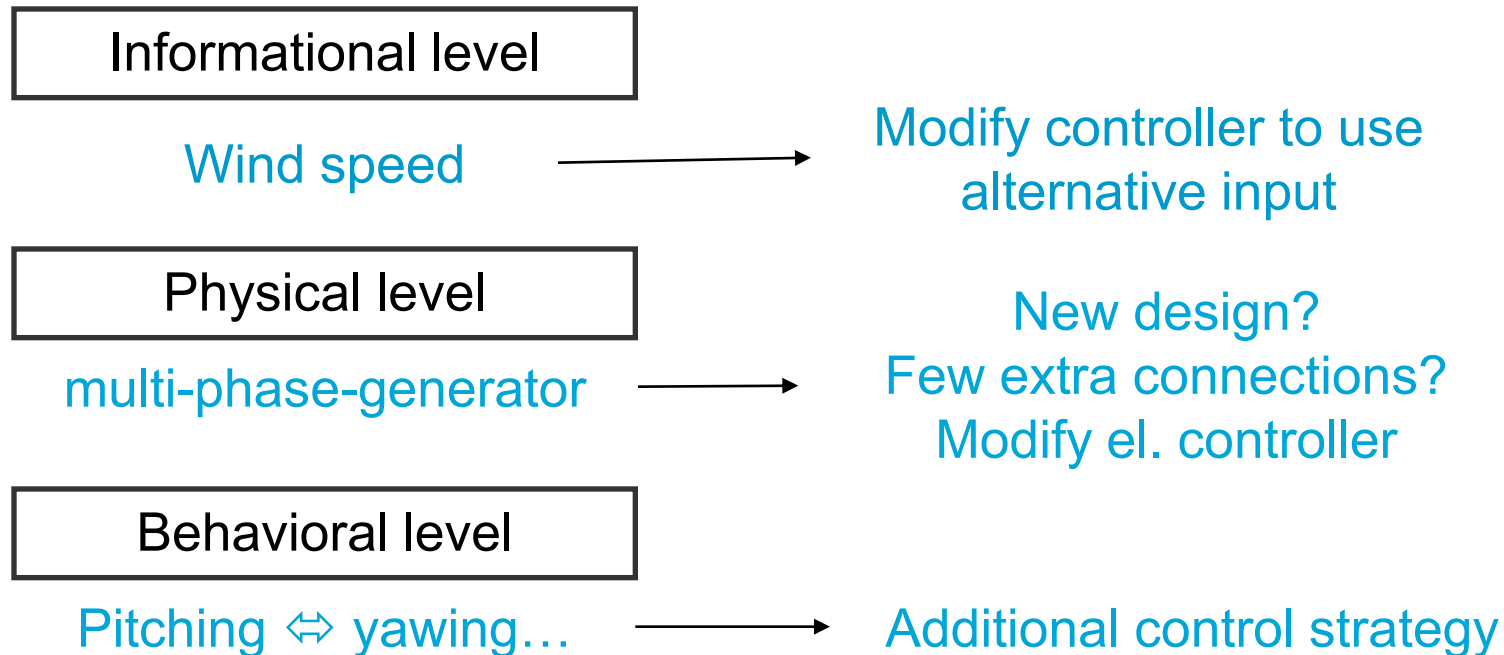 Informational level
Wind speed
Modify controller to use
alternative input
Physical level
multi-phase-generator
New design?
Few extra connections?
Modify el. controller
Behavioral level
Pitching ⬄ yawing…
Additional control strategy